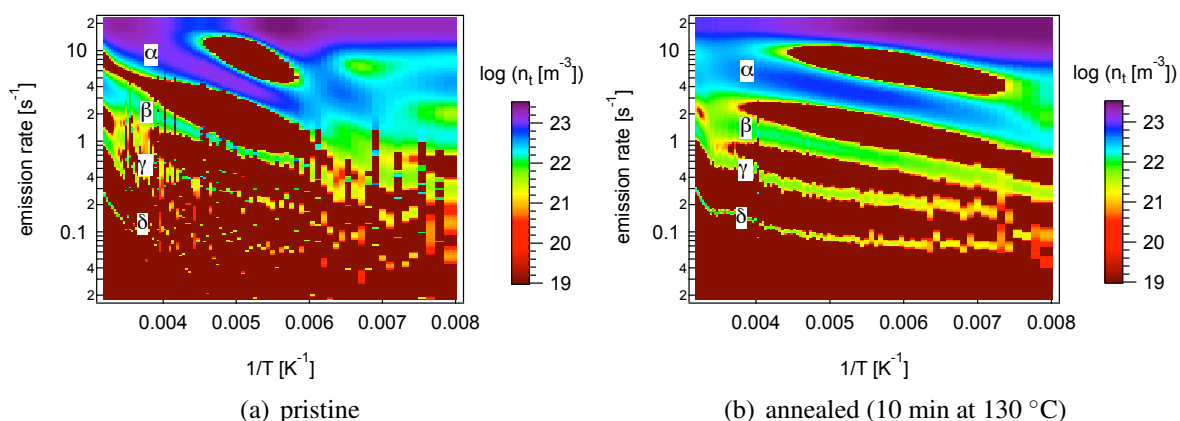 log (n_t [m^-3])
emission rate [s^-1]
10
4
2
1
4
2
0.1
4
2
α
β
γ
δ
0.004 0.005 0.006 0.007 0.008
1/T [K^-1]
23
22
21
20
19
(a) pristine
log (n_t [m^-3])
emission rate [s^-1]
2
10
4
2
1
4
2
0.1
4
2
α
β
γ
δ
0.004 0.005 0.006 0.007 0.008
1/T [K^-1]
23
22
21
20
19
(b) annealed (10 min at 130 °C)